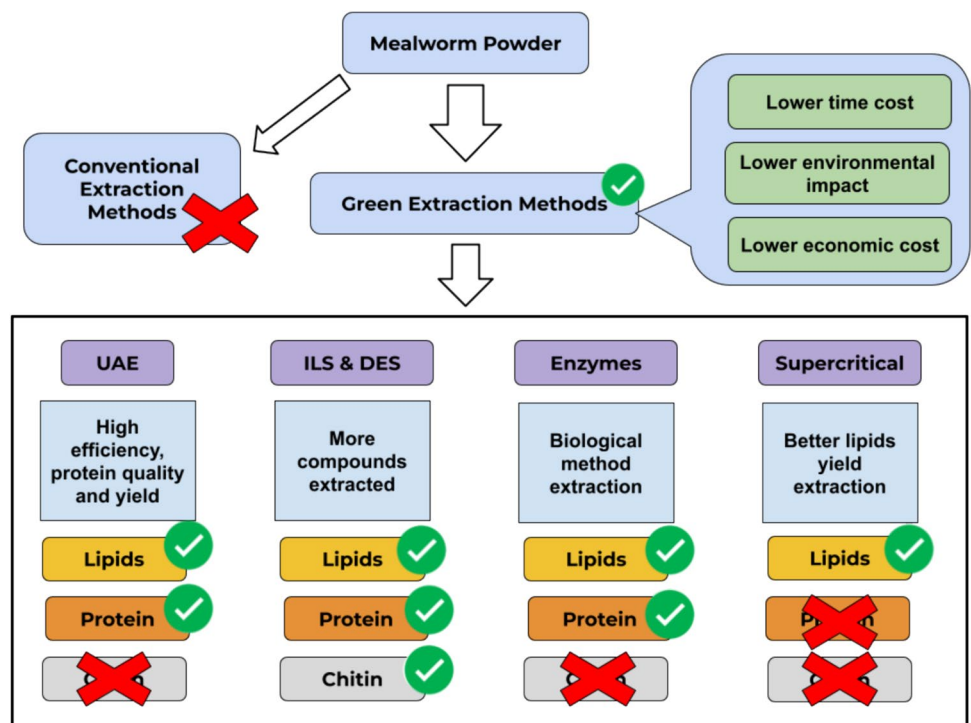 Mealworm Powder
Conventional
Extraction
Methods
Green Extraction Methods
Lower time cost
Lower environmental
impact
Lower economic cost
UAE
ILS & DES
Enzymes
Supercritical
High
efficiency,
protein quality
and yield
More
compounds
extracted
Biological
method
extraction
Better lipids
yield
extraction
Lipids
Lipids
Lipids
Lipids
Protein
Protein
Protein
Chitin